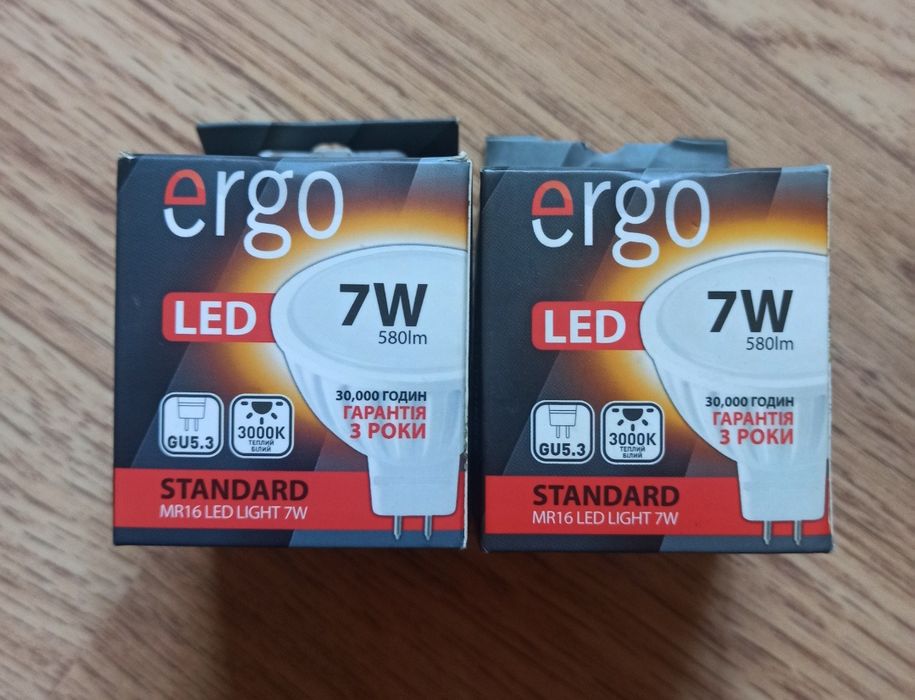 ergo
LED
7W
580lm
30,000 ГОДИН
ГАРАНТІЯ
3 РОКИ
GU5.3
3000K
ТЕПЛИЙ
БІЛИЙ
STANDARD
MR16 LED LIGHT 7W
ergo
LED
7W
580lm
30,000 ГОДИН
ГАРАНТІЯ
3 РОКИ
GU5.3
3000K
ТЕПЛИЙ
БІЛИЙ
STANDARD
MR16 LED LIGHT 7W